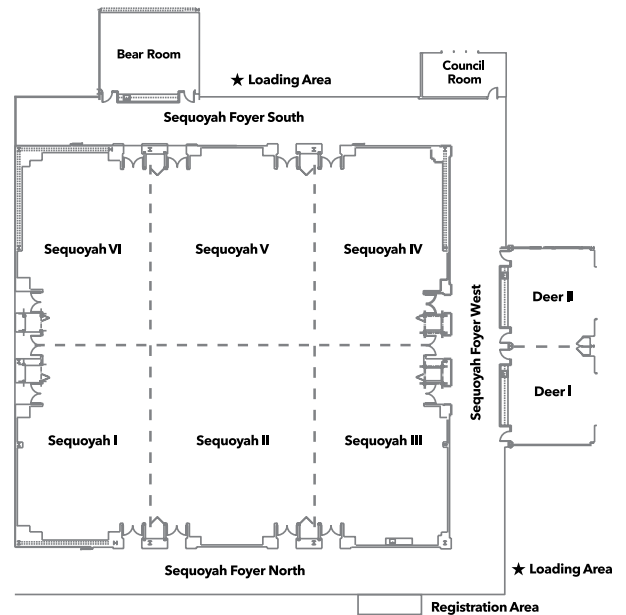 Bear Room
★ Loading Area
Council
Room
Sequoyah Foyer South
Sequoyah VI
Sequoyah V
Sequoyah IV
Sequoyah Foyer West
Deer II
Deer I
Sequoyah I
Sequoyah II
Sequoyah III
Sequoyah Foyer North
★ Loading Area
Registration Area